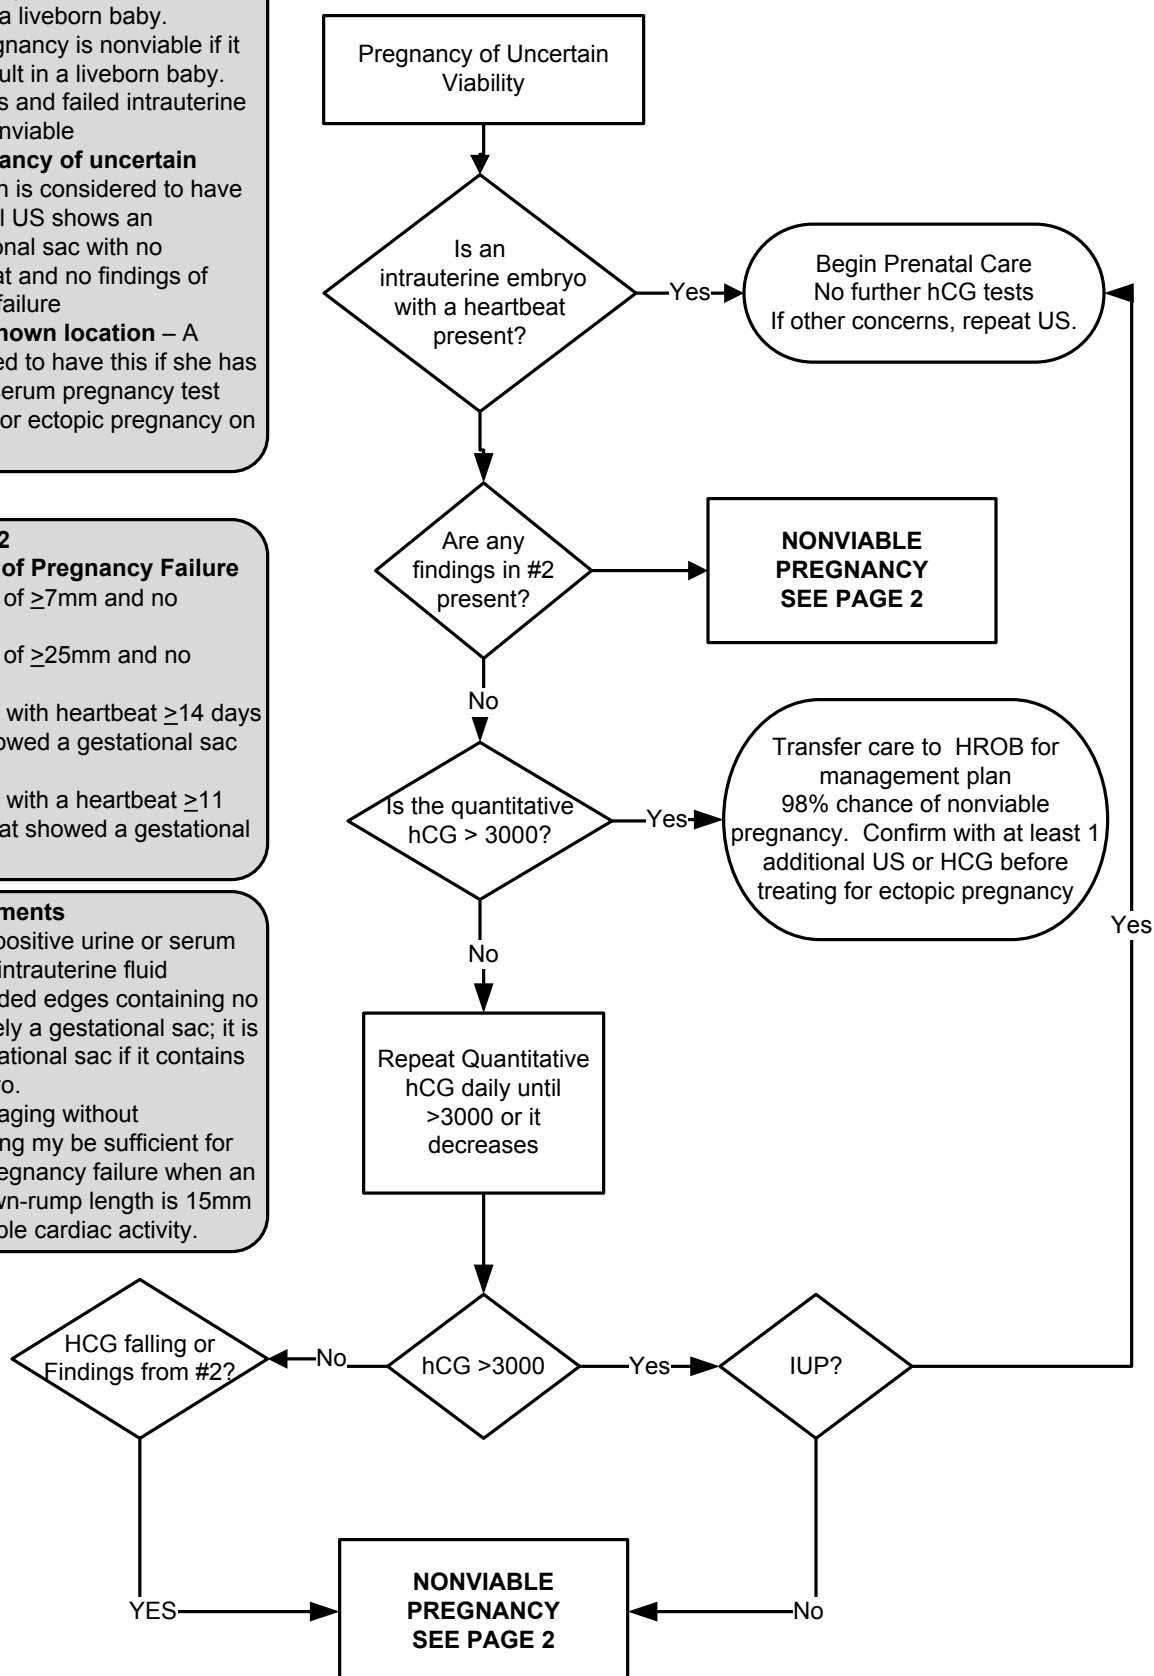 a liveborn baby.
gnancy is nonviable if it
sult in a liveborn baby.
s and failed intrauterine
nviable
ancy of uncertain
n is considered to have
l US shows an
onal sac with no
at and no findings of
failure
nown location – A
ed to have this if she has
serum pregnancy test
or ectopic pregnancy on
2
of Pregnancy Failure
of ≥7mm and no
of ≥25mm and no
with heartbeat ≥14 days
owed a gestational sac
with a heartbeat ≥11
at showed a gestational
ments
positive urine or serum
intrauterine fluid
ded edges containing no
ely a gestational sac; it is
ational sac if it contains
o.
aging without
ng my be sufficient for
egnancy failure when an
wn-rump length is 15mm
ble cardiac activity.
Pregnancy of Uncertain
Viability
Is an
intrauterine embryo
with a heartbeat
present?
Yes
Begin Prenatal Care
No further hCG tests
If other concerns, repeat US.
Are any
findings in #2
present?
NONVIABLE
PREGNANCY
SEE PAGE 2
No
Is the quantitative
hCG > 3000?
Yes
Transfer care to HROB for
management plan
98% chance of nonviable
pregnancy. Confirm with at least 1
additional US or HCG before
treating for ectopic pregnancy
Yes
No
Repeat Quantitative
hCG daily until
>3000 or it
decreases
HCG falling or
Findings from #2?
No
hCG >3000
Yes
IUP?
YES
NONVIABLE
PREGNANCY
SEE PAGE 2
No